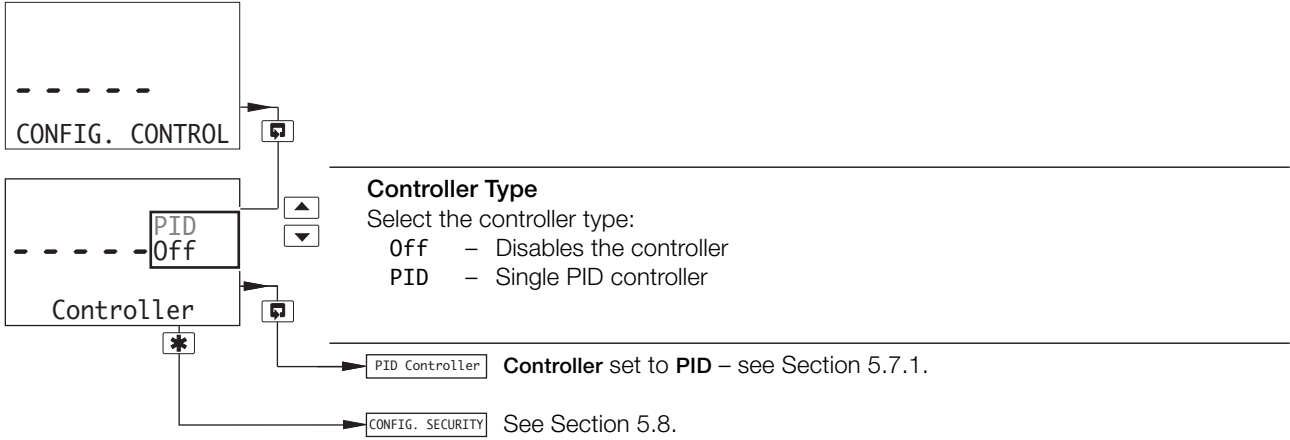 - - - - -
CONFIG. CONTROL
PID
- - - - - Off
Controller
Controller Type
Select the controller type:
Off – Disables the controller
PID – Single PID controller
PID Controller Controller set to PID – see Section 5.7.1.
CONFIG. SECURITY See Section 5.8.